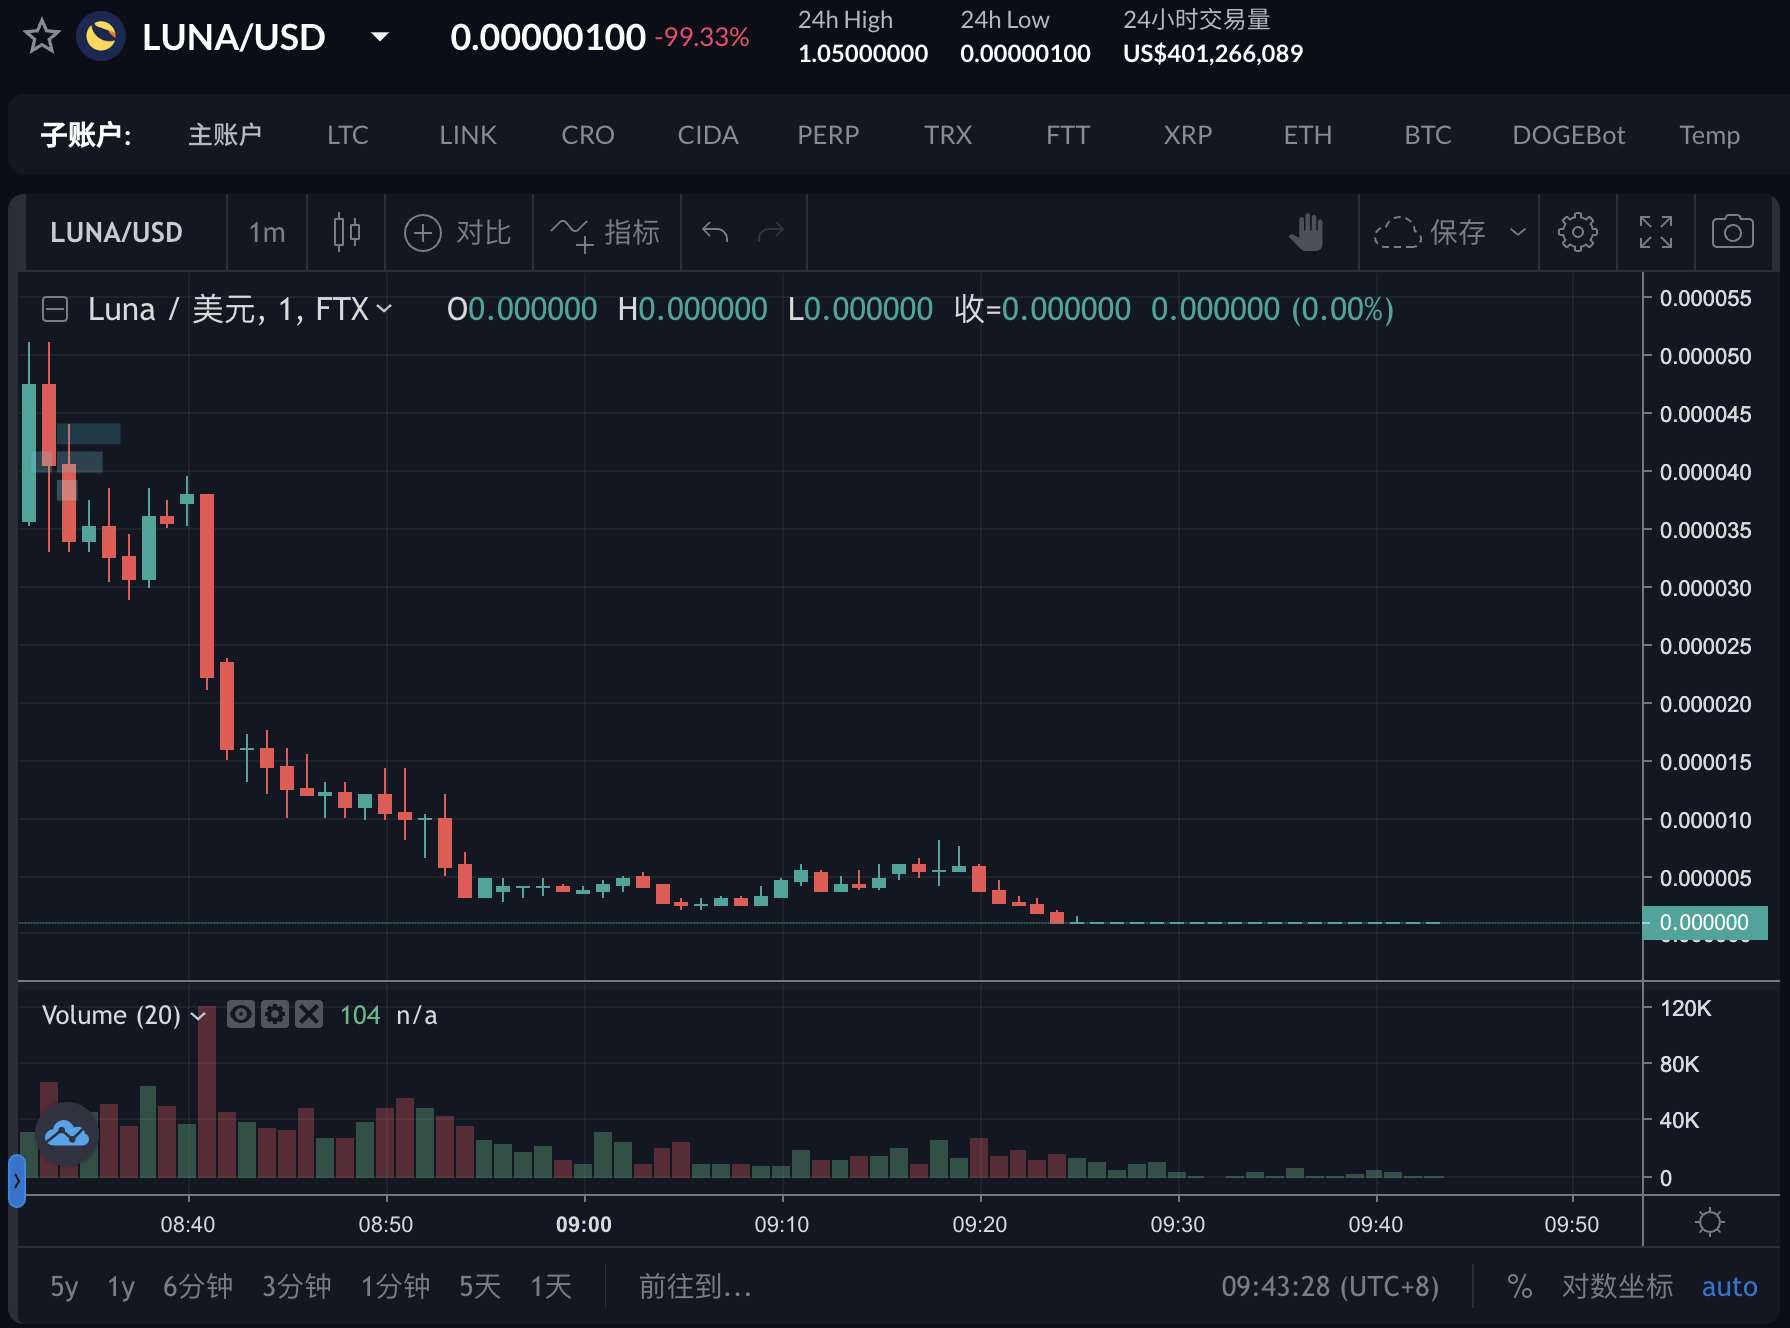 LUNA/USD 0.00000100 -99.33% 24h High 24h Low 24小时交易量
1.05000000 0.00000100 US$401,266,089
子账户: 主账户 LTC LINK CRO CIDA PERP TRX FTT XRP ETH BTC DOGEBot Temp
LUNA/USD 1m 对比 指标 保存
Luna / 美元, 1, FTX O0.000000 H0.000000 L0.000000 收=0.000000 0.000000 (0.00%)
0.000055
0.000050
0.000045
0.000040
0.000035
0.000030
0.000025
0.000020
0.000015
0.000010
0.000005
0.000000
Volume (20) 104 n/a
120K
80K
40K
0
08:40 08:50 09:00 09:10 09:20 09:30 09:40 09:50
5y 1y 6分钟 3分钟 1分钟 5天 1天 前往到... 09:43:28 (UTC+8) % 对数坐标 auto